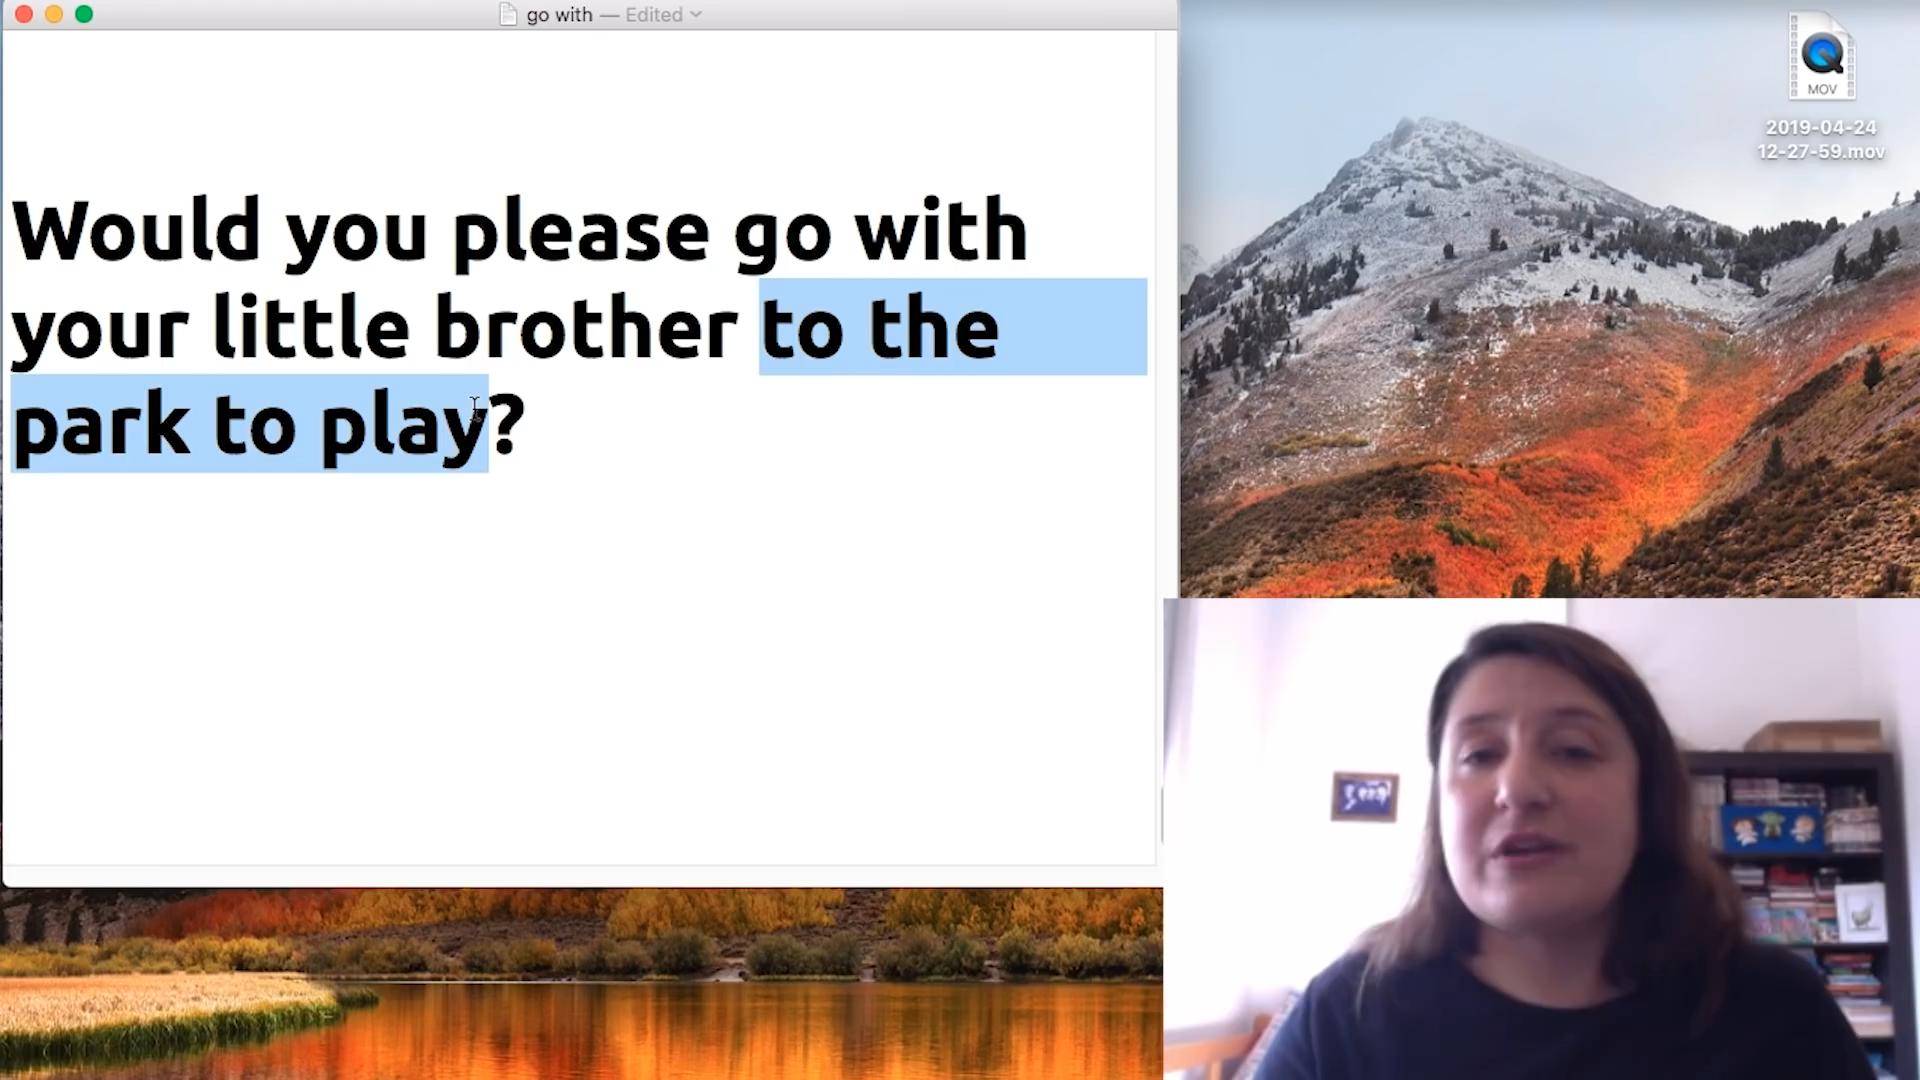 go with — Edited
MOV
2019-04-24
12-27-59.mov
Would you please go with
your little brother to the
park to play?